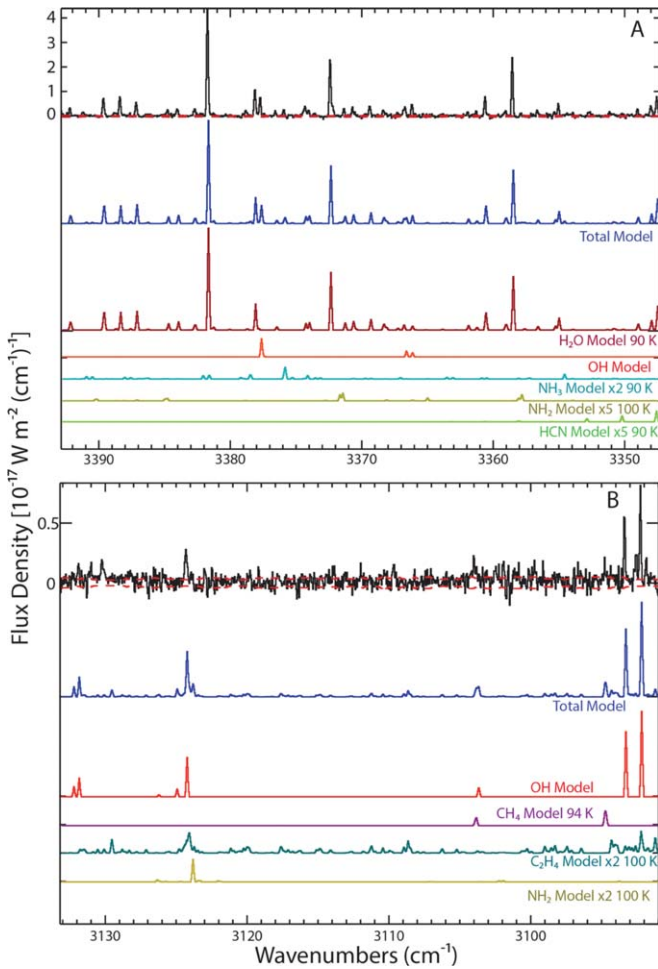 A
4
3
2
1
0
Total Model
H₂O Model 90 K
OH Model
NH₃ Model x2 90 K
NH₂ Model x5 100 K
HCN Model x5 90 K
3390 3380 3370 3360 3350
Flux Density [10⁻¹⁷ W m⁻² (cm⁻¹)⁻¹]
B
0.5
0
Total Model
OH Model
CH₄ Model 94 K
C₂H₄ Model x2 100 K
NH₂ Model x2 100 K
3130 3120 3110 3100
Wavenumbers (cm⁻¹)